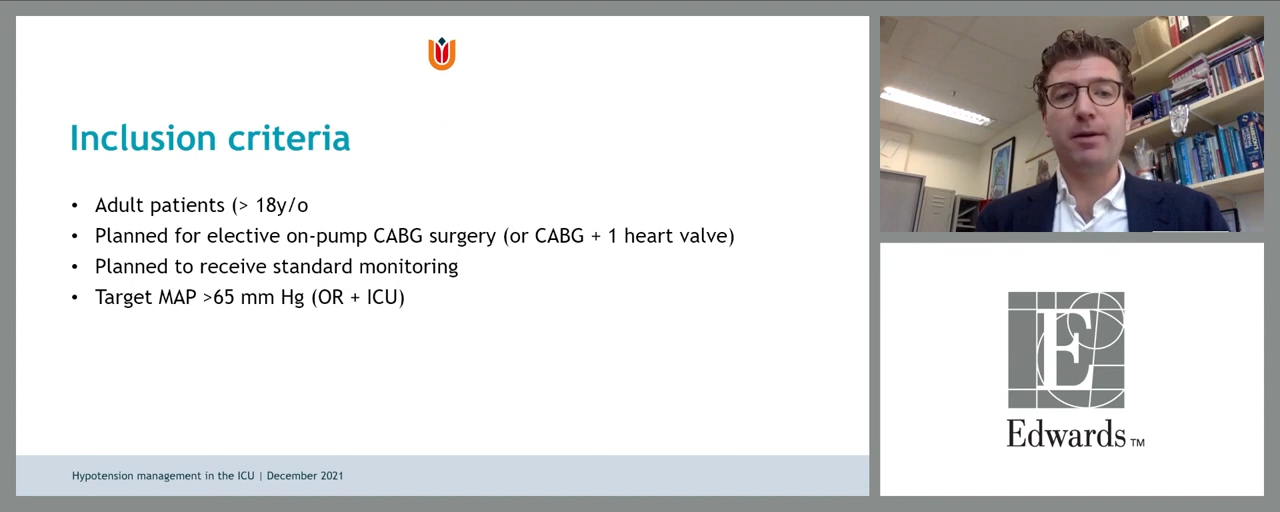 Inclusion criteria
• Adult patients (> 18y/o
• Planned for elective on-pump CABG surgery (or CABG + 1 heart valve)
• Planned to receive standard monitoring
• Target MAP >65 mm Hg (OR + ICU)
Hypotension management in the ICU | December 2021
E
Edwards™